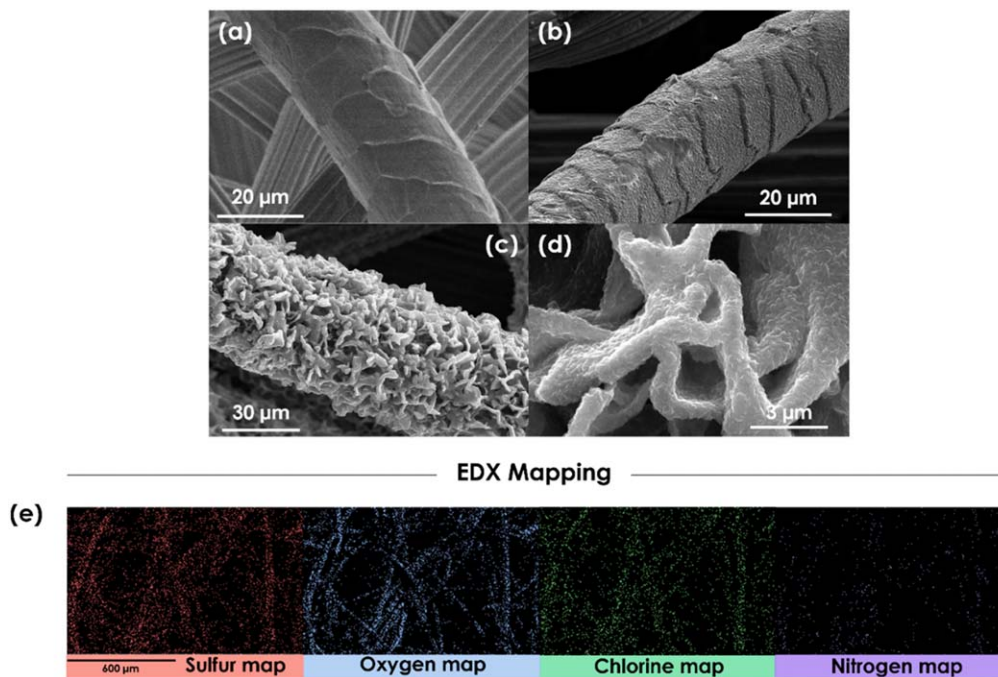 (a)
(b)
20 µm
20 µm
(c)
(d)
30 µm
3 µm
EDX Mapping
(e)
600 µm
Sulfur map
Oxygen map
Chlorine map
Nitrogen map